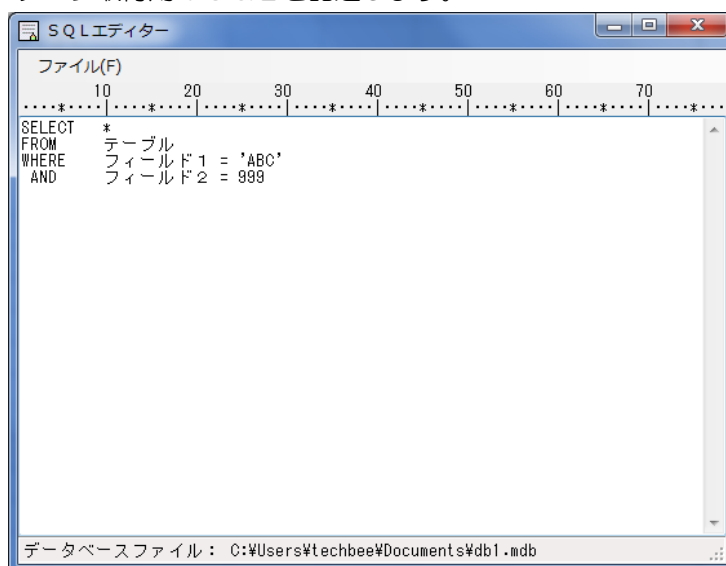 SQLエディター
ファイル(F)
10 20 30 40 50 60 70
....*....|....*....|....*....|....*....|....*....|....*....|....*....|....*...
SELECT *
FROM テーブル
WHERE フィールド1 = 'ABC'
AND フィールド2 = 999
データベースファイル: C:¥Users¥techbee¥Documents¥db1.mdb